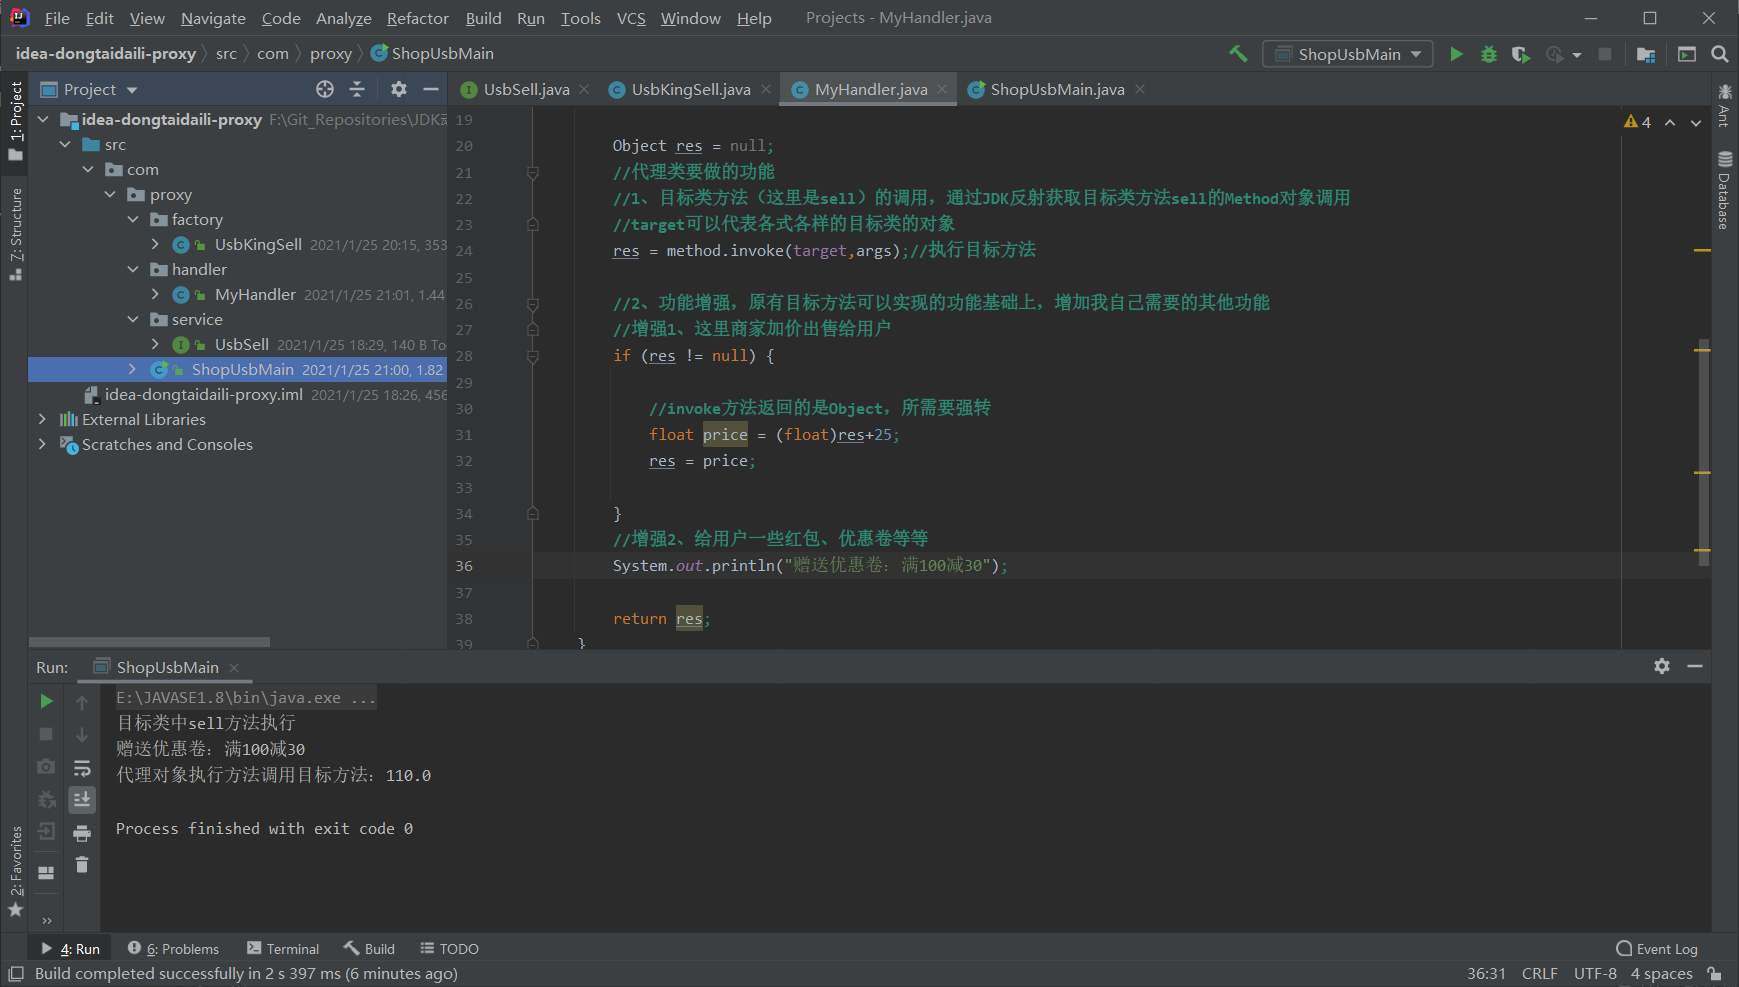 File Edit View Navigate Code Analyze Refactor Build Run Tools VCS Window Help Projects - MyHandler.java
idea-dongtaidaili-proxy src com proxy ShopUsbMain ShopUsbMain
1: Project
7: Structure
2: Favorites
Project
idea-dongtaidaili-proxy F:\Git_Repositories\JDK
src
com
proxy
factory
UsbKingSell 2021/1/25 20:15, 353
handler
MyHandler 2021/1/25 21:01, 1.44
service
UsbSell 2021/1/25 18:29, 140 B To
ShopUsbMain 2021/1/25 21:00, 1.82
idea-dongtaidaili-proxy.iml 2021/1/25 18:26, 456
External Libraries
Scratches and Consoles
UsbSell.java UsbKingSell.java MyHandler.java ShopUsbMain.java
4
19
20 Object res = null;
21 //代理类要做的功能
22 //1、目标类方法（这里是sell）的调用，通过JDK反射获取目标类方法sell的Method对象调用
23 //target可以代表各式各样的目标类的对象
24 res = method.invoke(target,args);//执行目标方法
25
26 //2、功能增强，原有目标方法可以实现的功能基础上，增加我自己需要的其他功能
27 //增强1、这里商家加价出售给用户
28 if (res != null) {
29
30 //invoke方法返回的是Object，所需要强转
31 float price = (float)res+25;
32 res = price;
33
34 }
35 //增强2、给用户一些红包、优惠卷等等
36 System.out.println("赠送优惠卷：满100减30");
37
38 return res;
39 }
Ant
Database
Run: ShopUsbMain
E:\JAVASE1.8\bin\java.exe ...
目标类中sell方法执行
赠送优惠卷：满100减30
代理对象执行方法调用目标方法：110.0
Process finished with exit code 0
4: Run 6: Problems Terminal Build TODO Event Log
Build completed successfully in 2 s 397 ms (6 minutes ago) 36:31 CRLF UTF-8 4 spaces